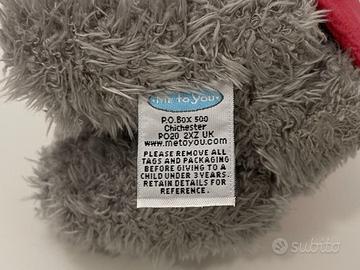 me to you
P.O.Box 500
Chichester
PO20 2XZ UK
www.metoyou.com
PLEASE REMOVE ALL
TAGS AND PACKAGING
BEFORE GIVING TO A
CHILD UNDER 3 YEARS.
RETAIN DETAILS FOR
REFERENCE.
subito